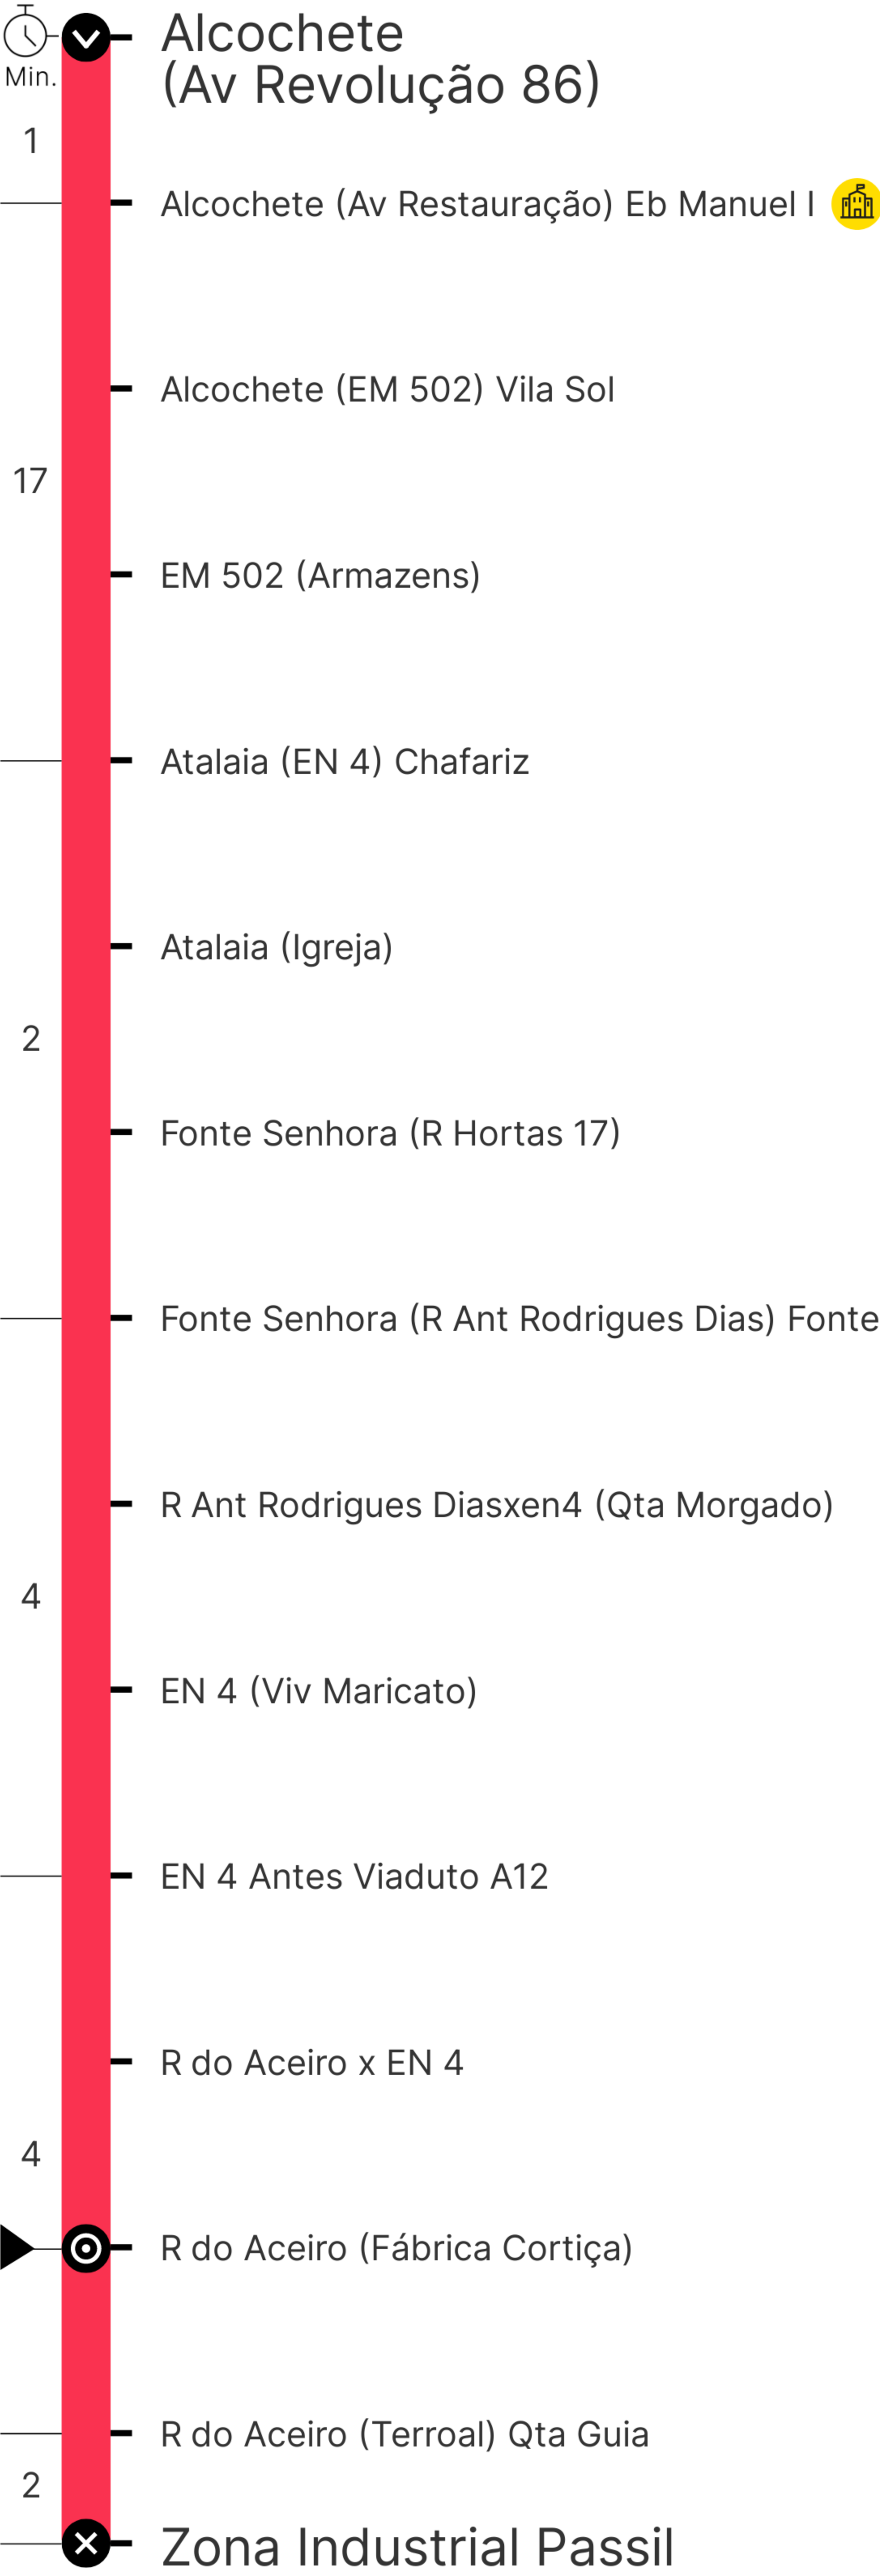 Alcochete
(Av Revolução 86)
Min.
1
Alcochete (Av Restauração) Eb Manuel I
Alcochete (EM 502) Vila Sol
17
EM 502 (Armazens)
Atalaia (EN 4) Chafariz
Atalaia (Igreja)
2
Fonte Senhora (R Hortas 17)
Fonte Senhora (R Ant Rodrigues Dias) Fonte
R Ant Rodrigues Diasxen4 (Qta Morgado)
4
EN 4 (Viv Maricato)
EN 4 Antes Viaduto A12
R do Aceiro x EN 4
4
R do Aceiro (Fábrica Cortiça)
R do Aceiro (Terroal) Qta Guia
2
Zona Industrial Passil